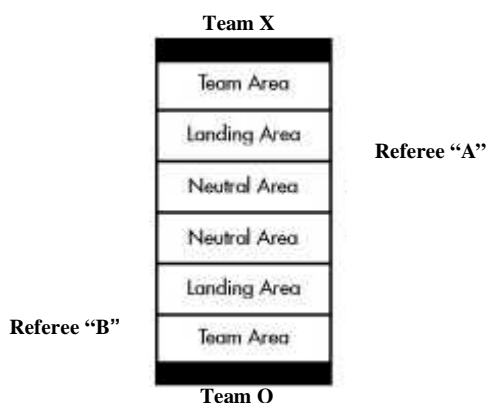 Team X
Team Area
Landing Area
Referee “A”
Neutral Area
Neutral Area
Landing Area
Referee “B”
Team Area
Team O